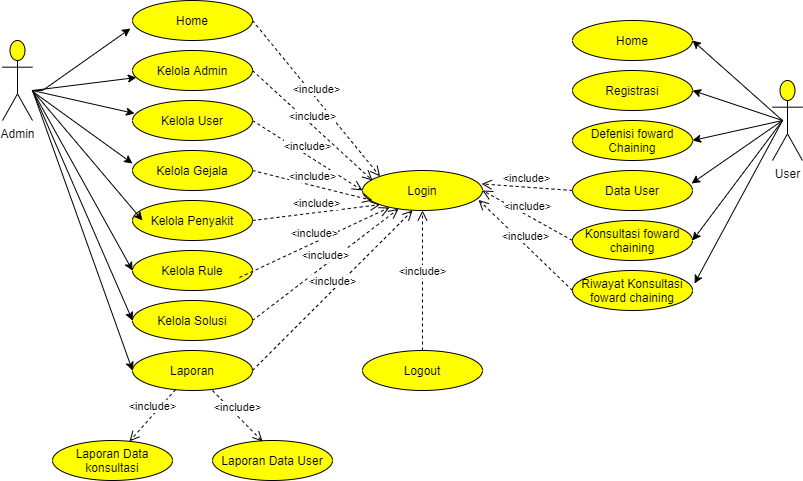 Home
Kelola Admin
Kelola User
Kelola Gejala
Kelola Penyakit
Kelola Rule
Kelola Solusi
Laporan
Laporan Data
konsultasi
Laporan Data User
Admin
<include>
<include>
<include>
<include>
<include>
<include>
<include>
<include>
<include>
<include>
Login
<include>
Logout
<include>
<include>
<include>
Home
Registrasi
Defenisi foward
Chaining
Data User
Konsultasi foward
chaining
Riwayat Konsultasi
foward chaining
User